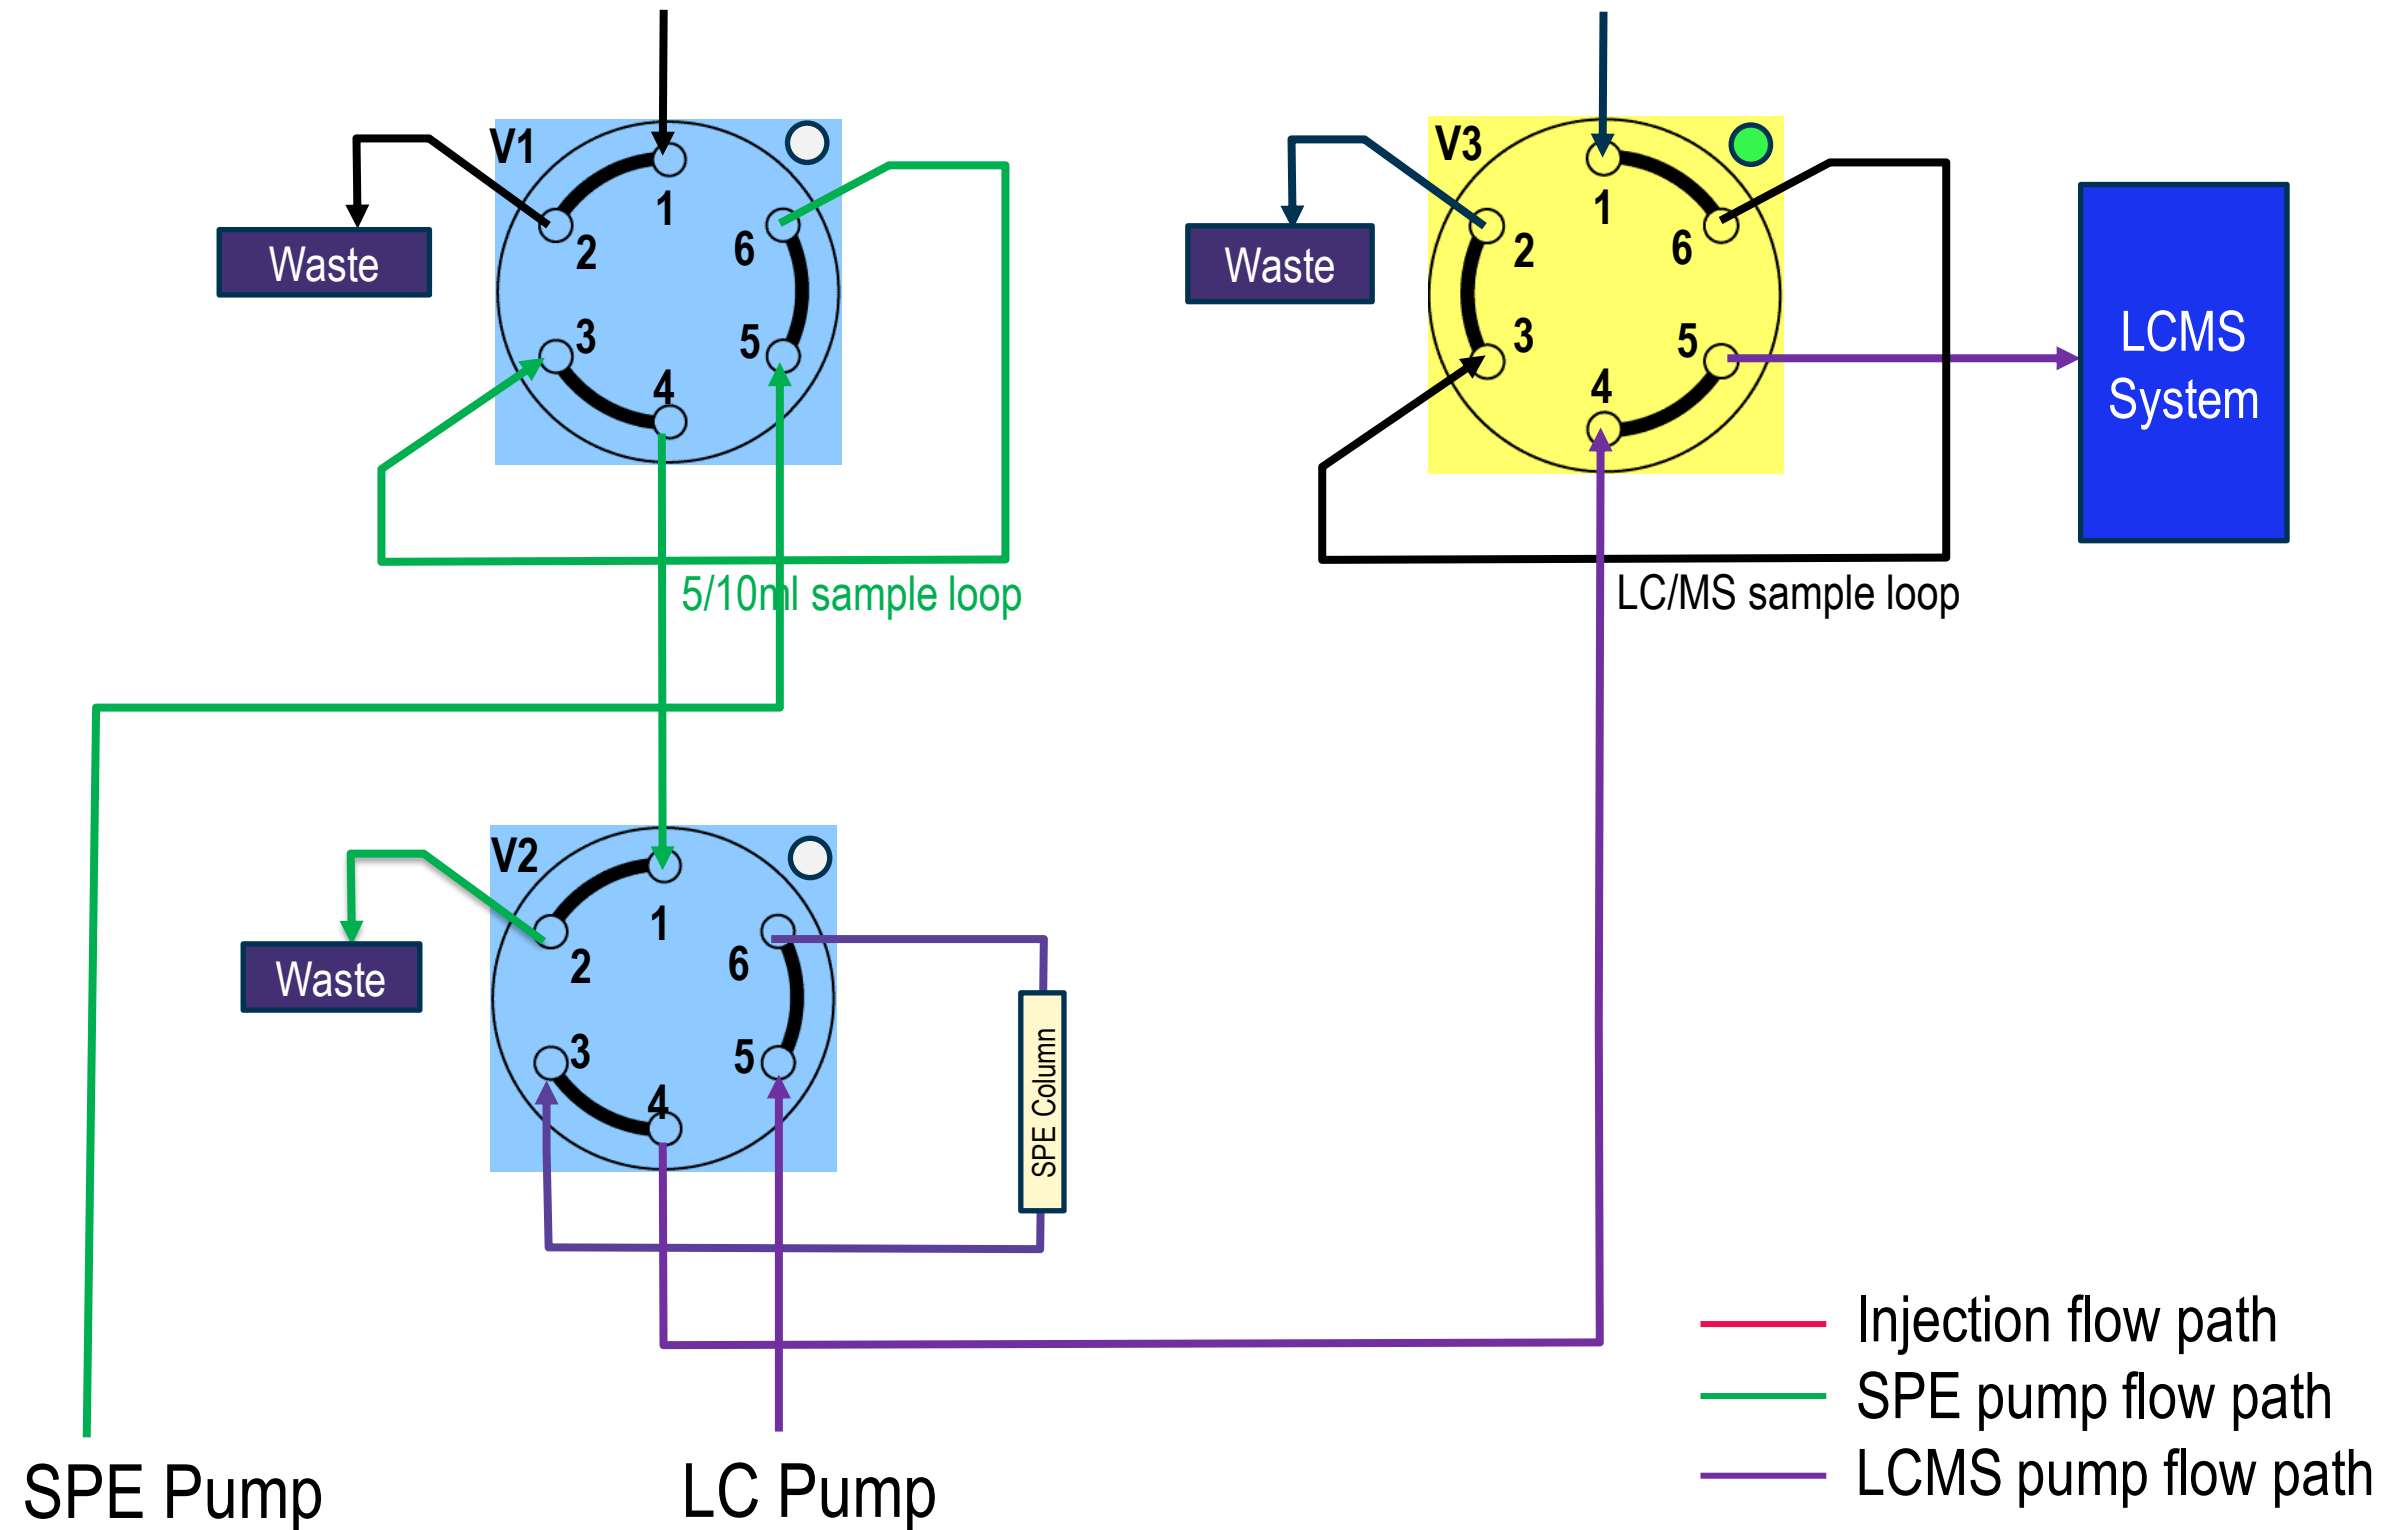 V1
1
2
3
4
5
6
Waste
5/10ml sample loop
V3
1
2
3
4
5
6
Waste
LC/MS sample loop
LCMS
System
V2
1
2
3
4
5
6
Waste
SPE Column
SPE Pump
LC Pump
Injection flow path
SPE pump flow path
LCMS pump flow path